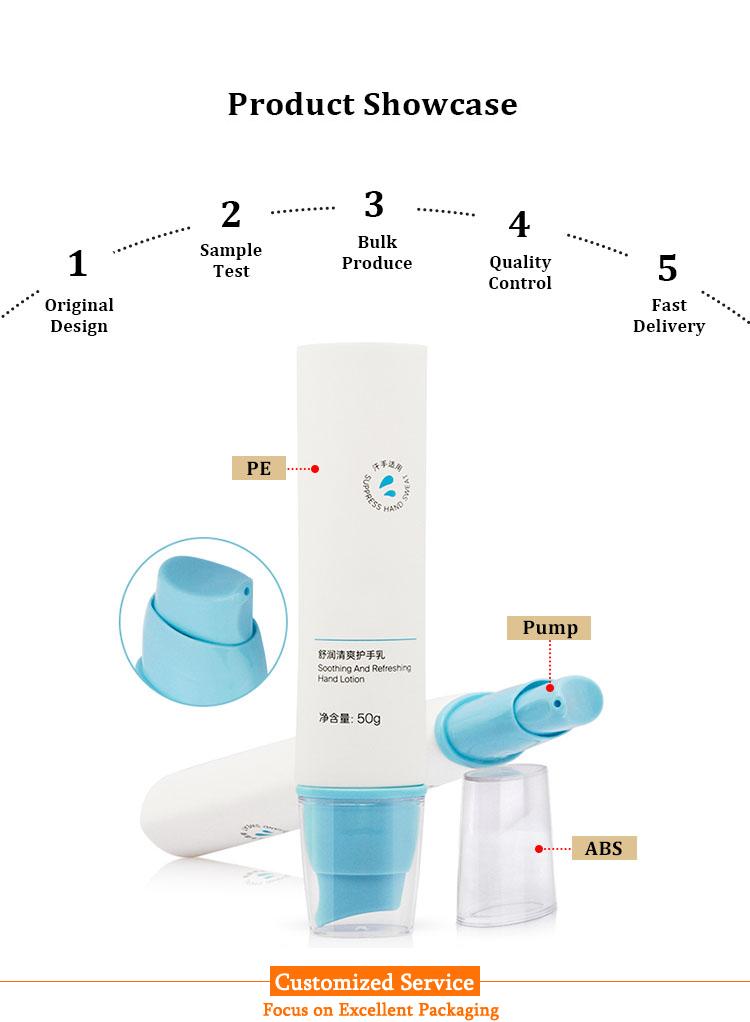 Product Showcase
1
Original
Design
2
Sample
Test
3
Bulk
Produce
4
Quality
Control
5
Fast
Delivery
PE
汗手适用
SUPPRESS HAND SWEAT
Pump
舒润清爽护手乳
Soothing And Refreshing
Hand Lotion
净含量: 50g
ABS
Customized Service
Focus on Excellent Packaging